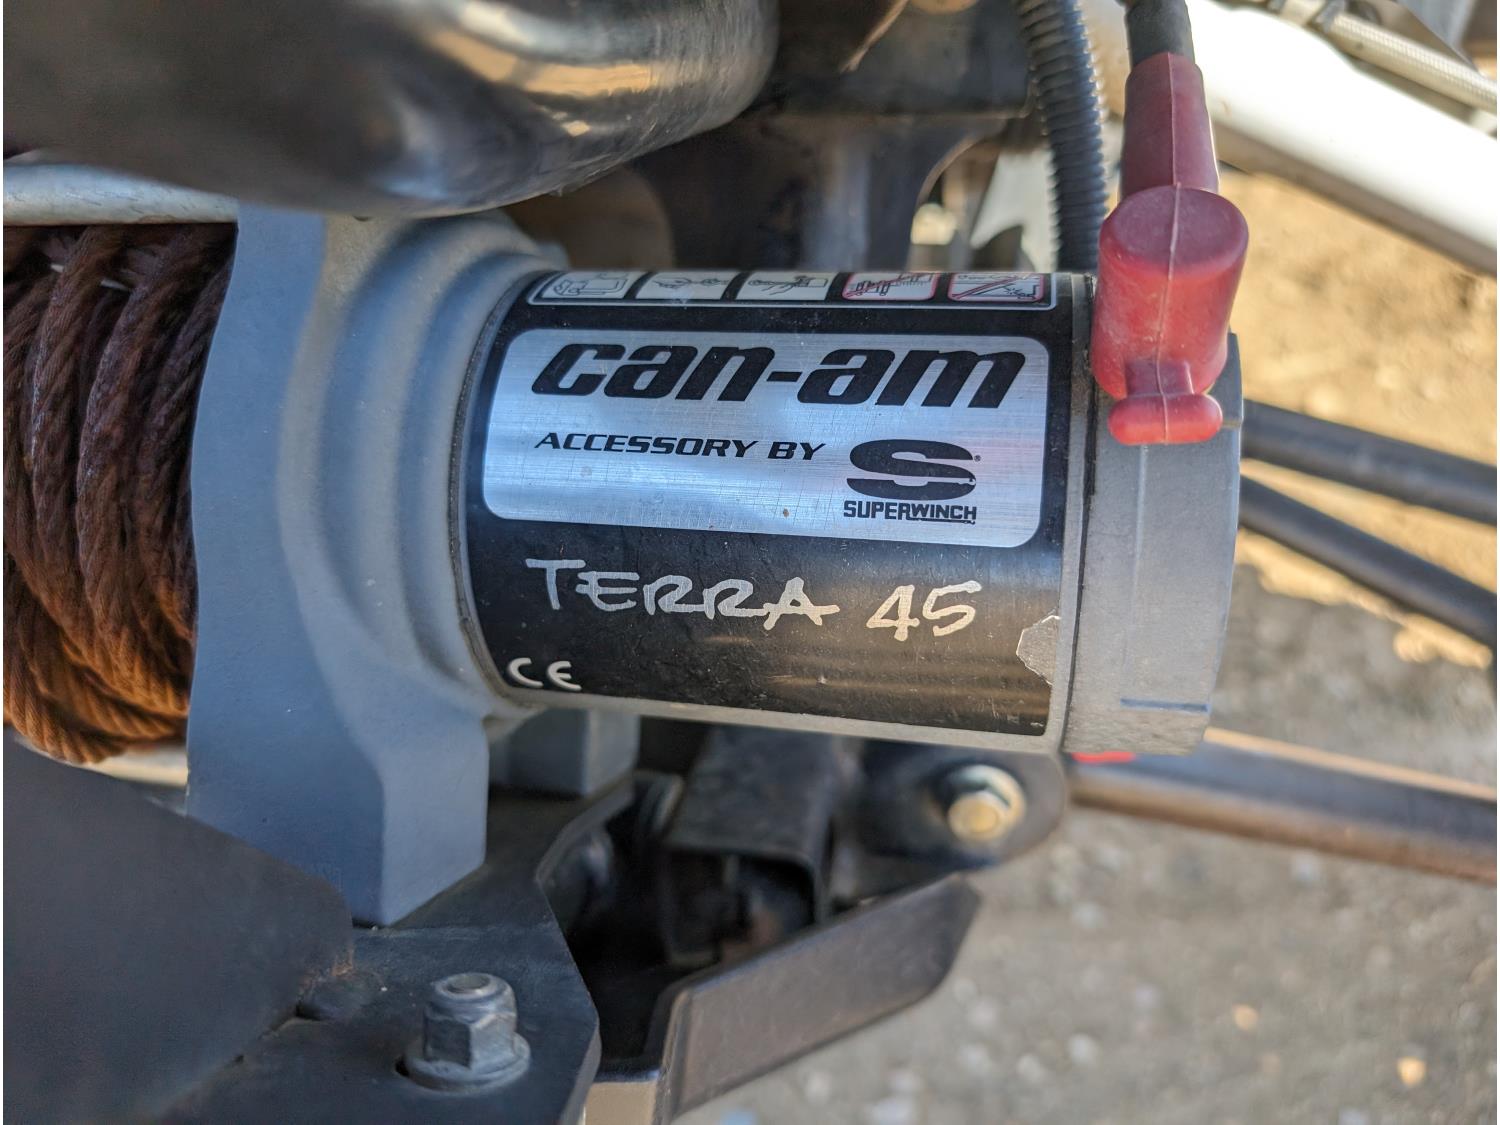 can-am
ACCESSORY BY S®
SUPERWINCH
TERRA 45
CE